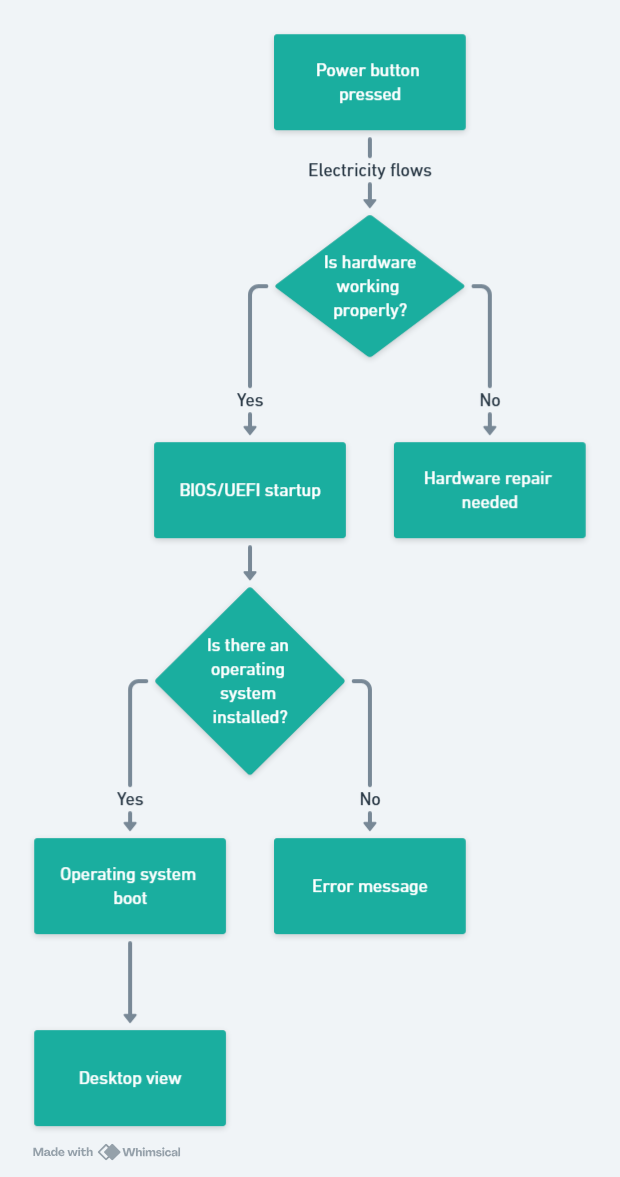 Power button
pressed
Electricity flows
Is hardware
working
properly?
Yes
No
BIOS/UEFI startup
Hardware repair
needed
Is there an
operating
system
installed?
Yes
No
Operating system
boot
Error message
Desktop view
Made with Whimsical